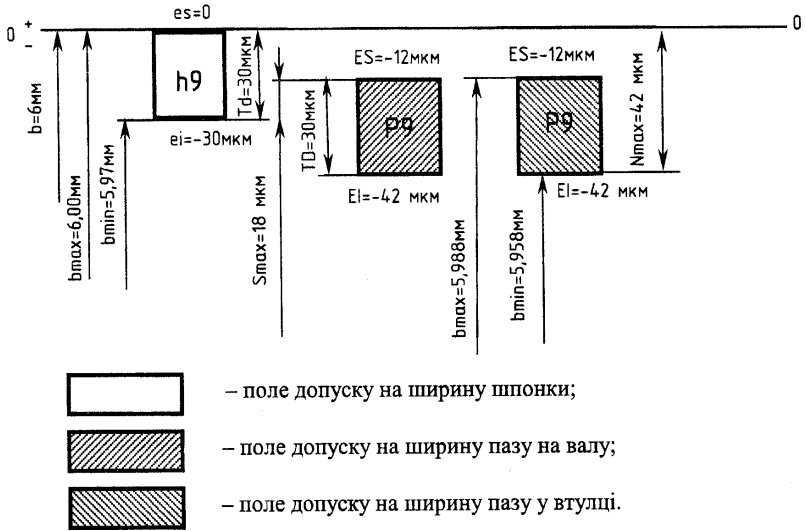 es=0
0
+
-
0
b=6мм
bmax=6,00мм
bmin=5,97мм
h9
Td=30мкм
ei=-30мкм
Smax=18 мкм
TD=30мкм
ES=-12мкм
P9
EI=-42 мкм
bmax=5,988мм
bmin=5,958мм
ES=-12мкм
P9
EI=-42 мкм
Nmax=42 мкм
– поле допуску на ширину шпонки;
– поле допуску на ширину пазу на валу;
– поле допуску на ширину пазу у втулці.